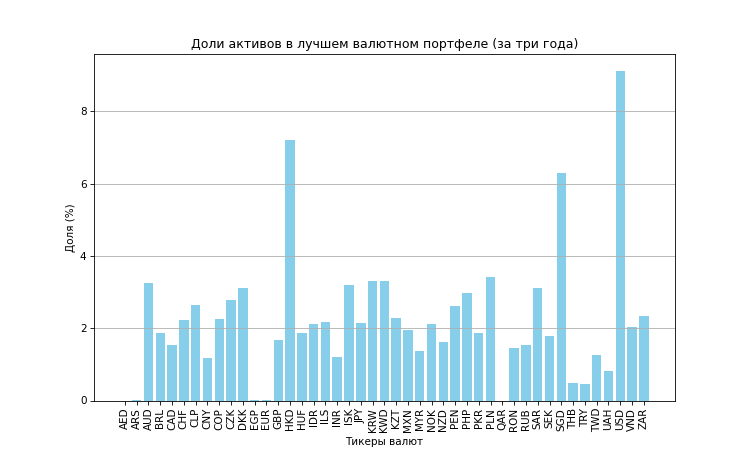 Доли активов в лучшем валютном портфеле (за три года)
Доля (%)
8
6
4
2
0
AED ARS AUD BRL CAD CHF CLP CNY COP CZK DKK EGP EUR GBP HKD HUF IDR ILS INR ISK JPY KRW KWD KZT MXN MYR NOK NZD PEN PHP PKR PLN QAR RON RUB SAR SEK SGD THB TRY TWD UAH USD VND ZAR
Тикеры валют